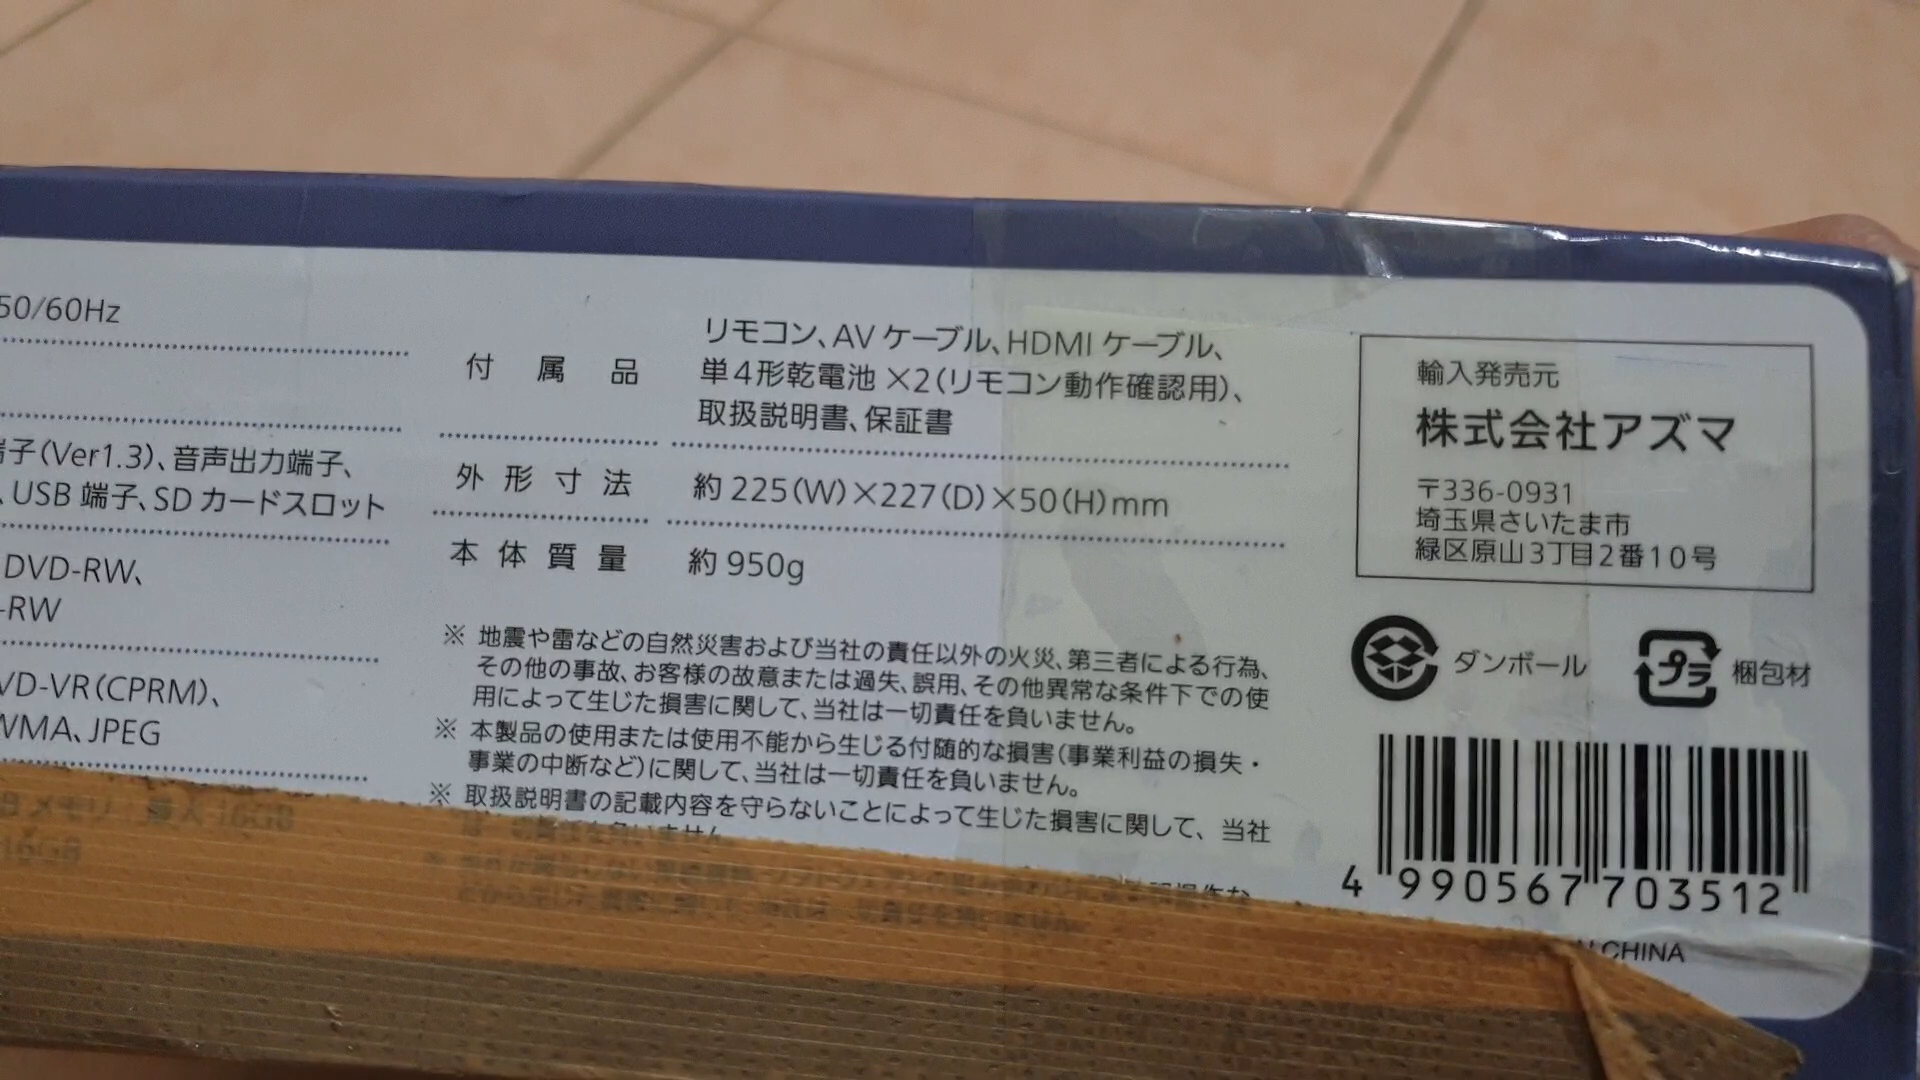 50/60Hz
子(Ver1.3)、音声出力端子、
、USB 端子、SD カードスロット
DVD-RW、
-RW
VD-VR(CPRM)、
WMA、JPEG
メモリ 最大 16GB
16GB
付属品
リモコン、AV ケーブル、HDMI ケーブル、
単4形乾電池 ×2(リモコン動作確認用)、
取扱説明書、保証書
外形寸法
約 225(W)×227(D)×50(H)mm
本体質量
約 950g
※ 地震や雷などの自然災害および当社の責任以外の火災、第三者による行為、
その他の事故、お客様の故意または過失、誤用、その他異常な条件下での使
用によって生じた損害に関して、当社は一切責任を負いません。
※ 本製品の使用または使用不能から生じる付随的な損害(事業利益の損失・
事業の中断など)に関して、当社は一切責任を負いません。
※ 取扱説明書の記載内容を守らないことによって生じた損害に関して、当社
責任を負いません。
輸入発売元
株式会社アズマ
〒336-0931
埼玉県さいたま市
緑区原山3丁目2番10号
ダンボール
プラ
梱包材
4 990567 703512
CHINA